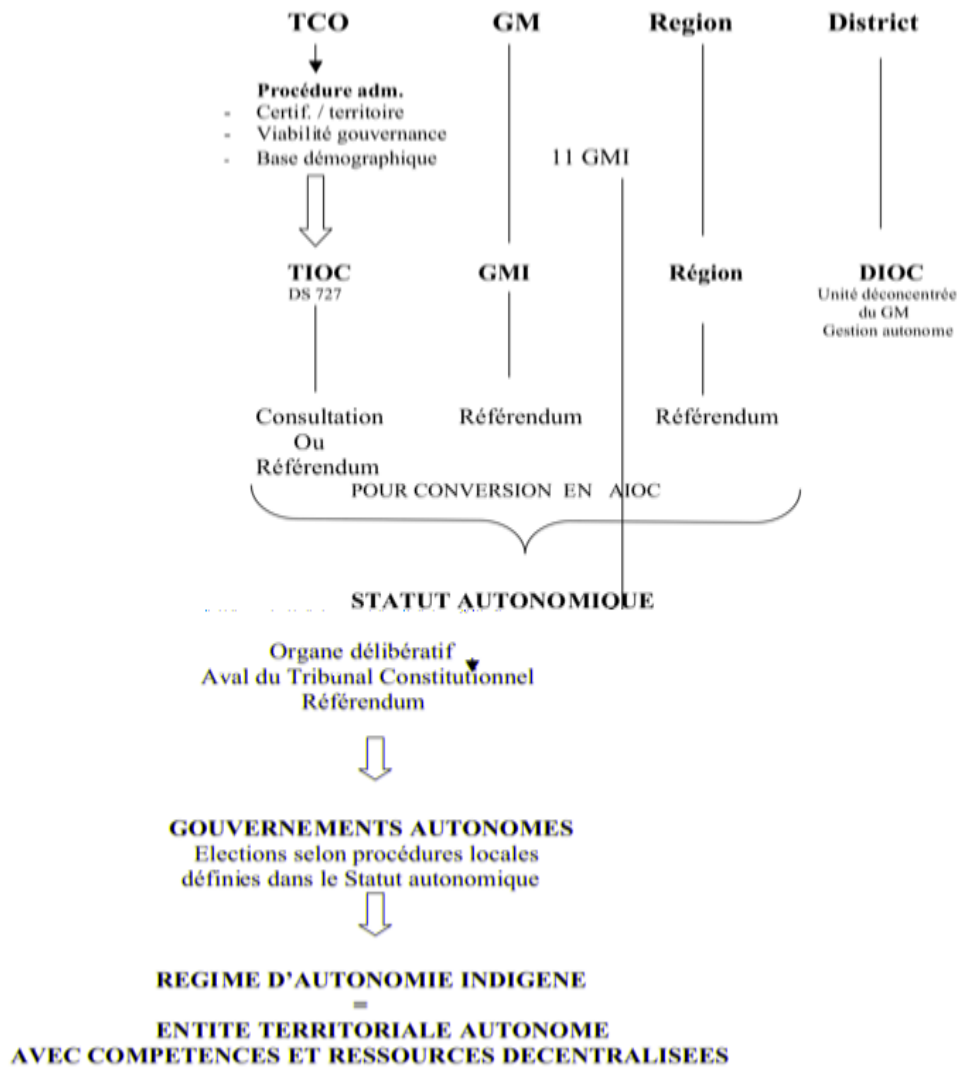 TCO GM Region District
Procédure adm.
- Certif. / territoire
- Viabilité gouvernance
- Base démographique
11 GMI
TIOC GMI Région DIOC
DS 727
Unité déconcentrée
du GM
Gestion autonome
Consultation Référendum Référendum
Ou
Référendum
POUR CONVERSION EN AIOC
STATUT AUTONOMIQUE
Organe délibératif
Aval du Tribunal Constitutionnel
Référendum
GOUVERNEMENTS AUTONOMES
Elections selon procédures locales
définies dans le Statut autonomique
REGIME D'AUTONOMIE INDIGENE
=
ENTITE TERRITORIALE AUTONOME
AVEC COMPETENCES ET RESSOURCES DECENTRALISEES